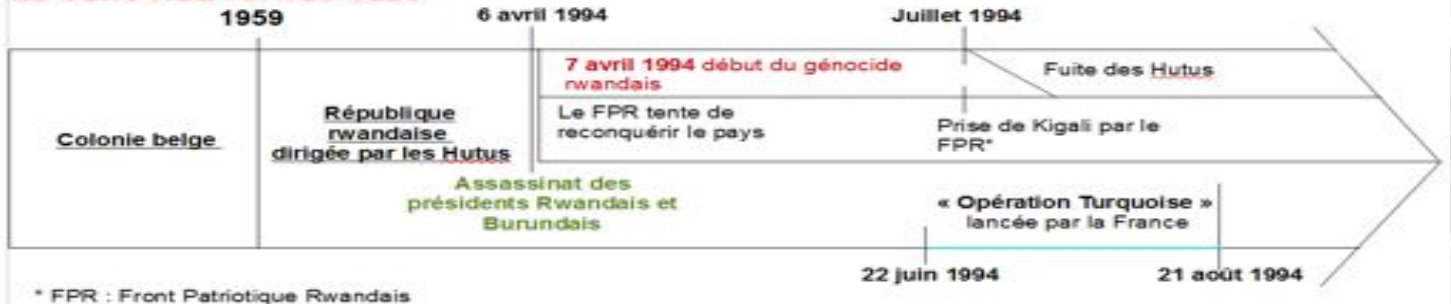 1959
6 avril 1994
Juillet 1994
7 avril 1994 début du génocide
rwandais
Fuite des Hutus
Colonie belge
République
rwandaise
dirigée par les Hutus
Le FPR tente de
reconquérir le pays
Prise de Kigali par le
FPR*
Assassinat des
présidents Rwandais et
Burundais
« Opération Turquoise »
lancée par la France
22 juin 1994
21 août 1994
* FPR : Front Patriotique Rwandais